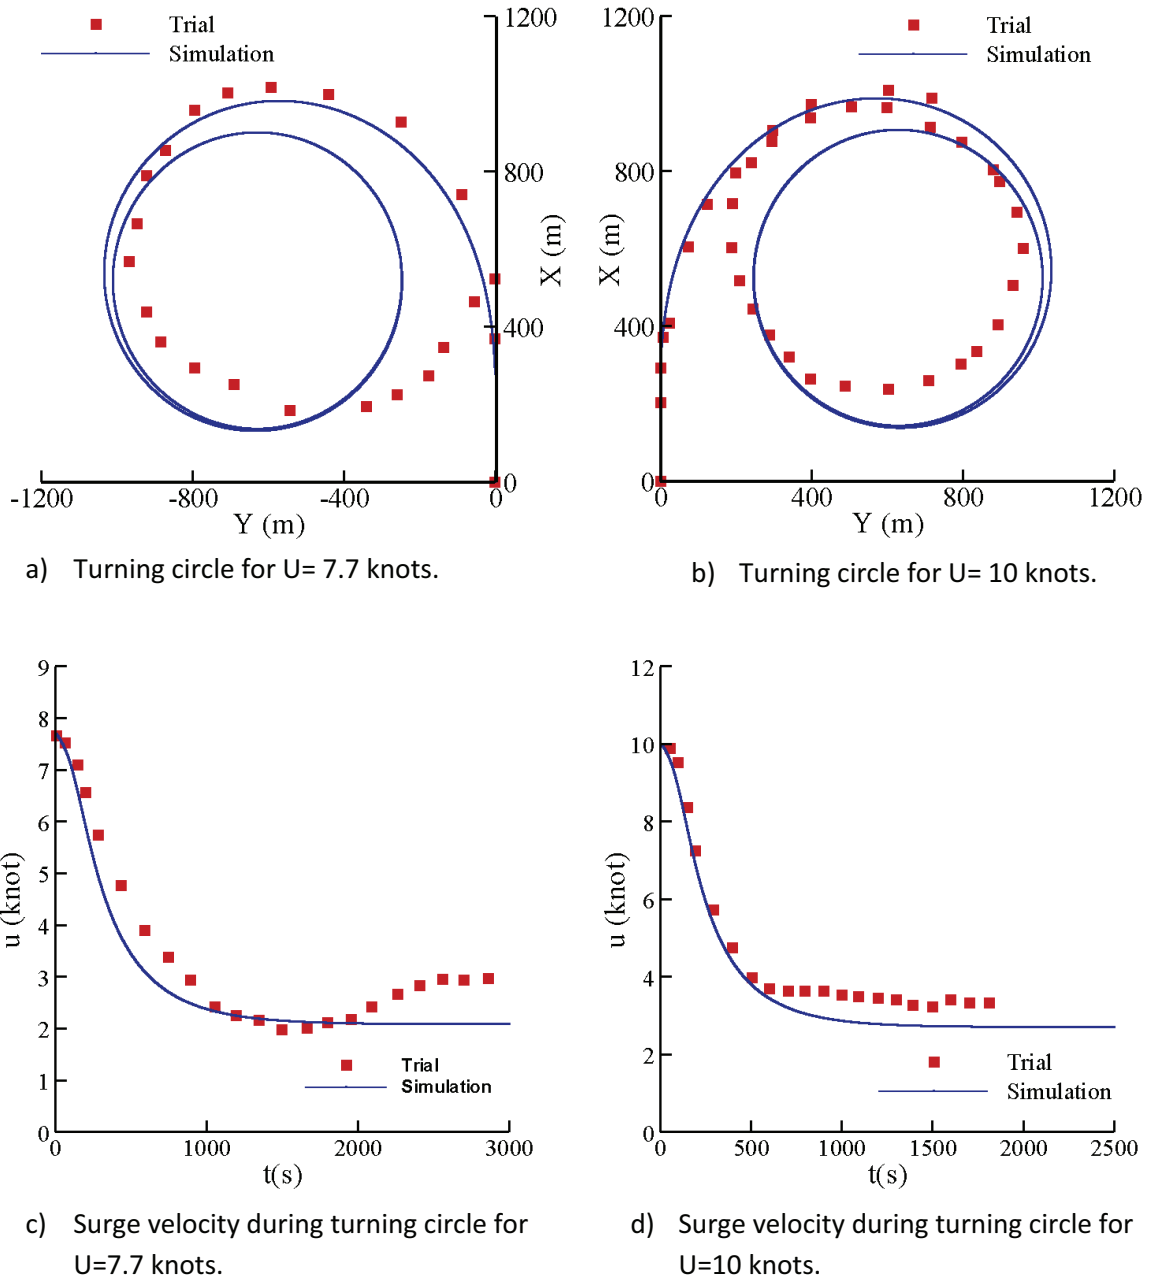 Trial
Simulation
1200
800
400
0
X (m)
-1200
-800
-400
0
Y (m)
a) Turning circle for U= 7.7 knots.
Trial
Simulation
1200
800
400
0
X (m)
0
400
800
1200
Y (m)
b) Turning circle for U= 10 knots.
9
8
7
6
5
4
3
2
1
0
u (knot)
Trial
Simulation
0
1000
2000
3000
t(s)
c) Surge velocity during turning circle for
U=7.7 knots.
12
10
8
6
4
2
0
u (knot)
Trial
Simulation
0
500
1000
1500
2000
2500
t(s)
d) Surge velocity during turning circle for
U=10 knots.